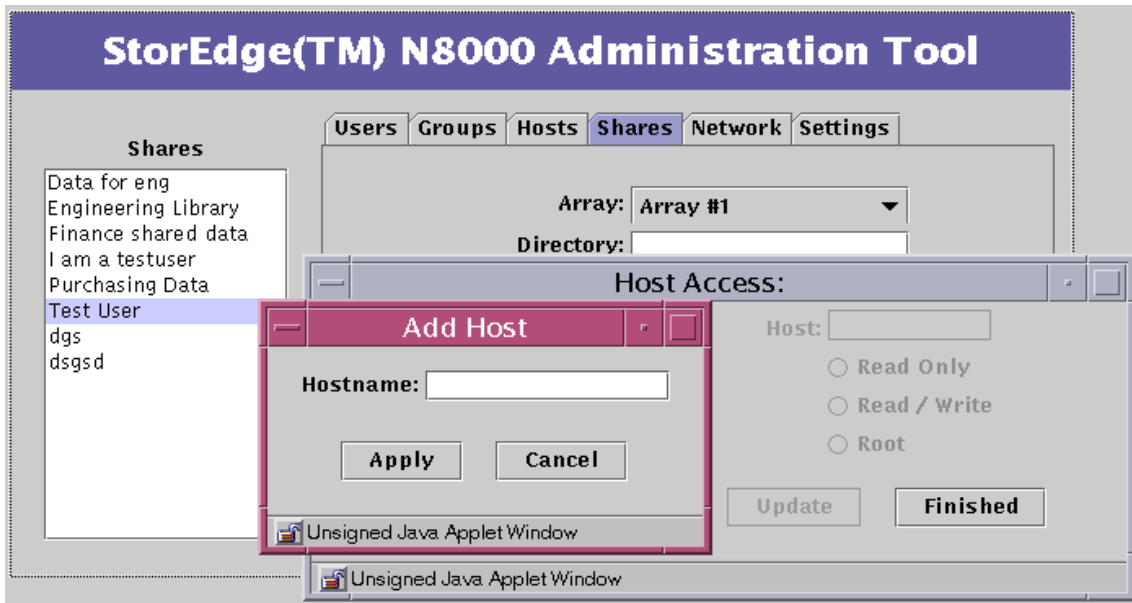 StorEdge(TM) N8000 Administration Tool
Users Groups Hosts Shares Network Settings
Shares
Data for eng
Engineering Library
Finance shared data
I am a testuser
Purchasing Data
Test User
dgs
dsgsd
Array: Array #1
Directory:
Host Access:
Host:
Read Only
Read / Write
Root
Update Finished
Unsigned Java Applet Window
Add Host
Hostname:
Apply Cancel
Unsigned Java Applet Window